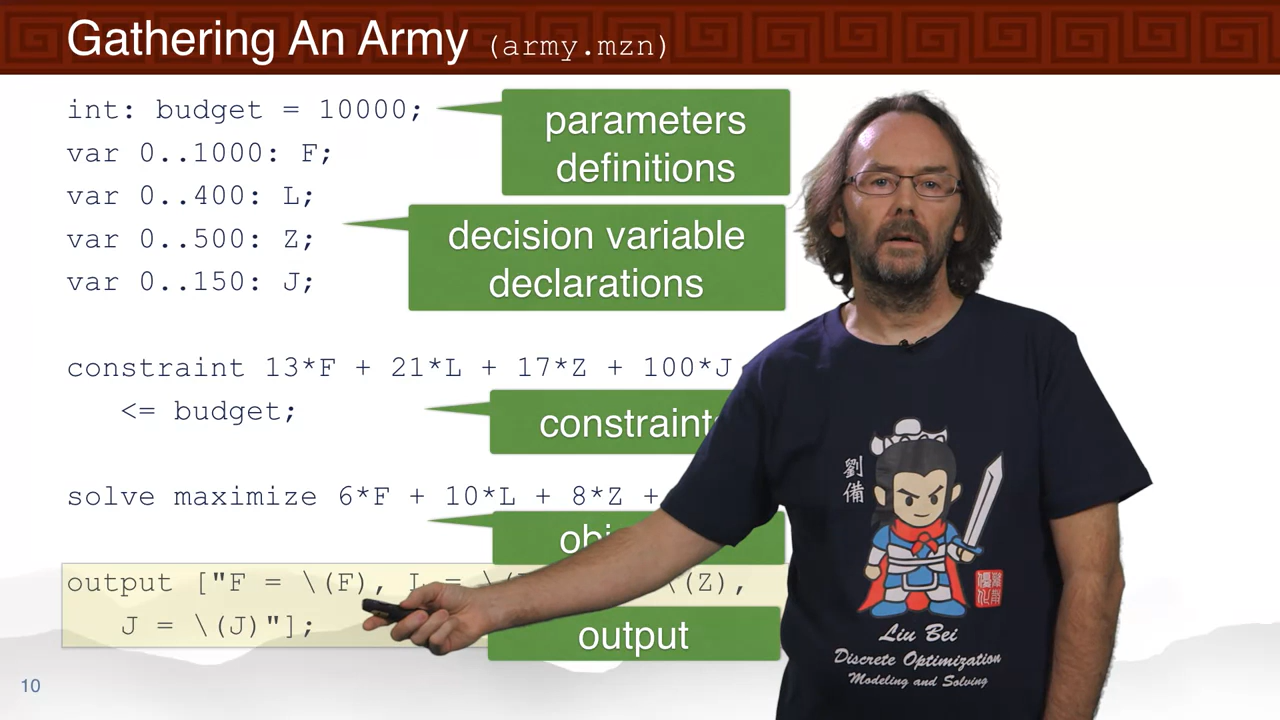 Gathering An Army (army.mzn)
int: budget = 10000;
parameters
definitions
var 0..1000: F;
var 0..400: L;
var 0..500: Z;
var 0..150: J;
decision variable
declarations
constraint 13*F + 21*L + 17*Z + 100*J
<= budget;
constraint
solve maximize 6*F + 10*L + 8*Z +
output ["F = \(F), L = \(Z),
J = \(J)"];
output
10
劉備
Liu Bei
Discrete Optimization
Modeling and Solving